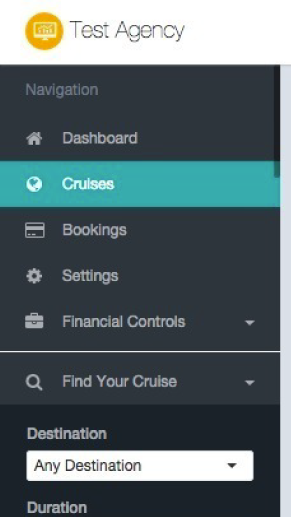 Test Agency
Navigation
Dashboard
Cruises
Bookings
Settings
Financial Controls
Find Your Cruise
Destination
Any Destination
Duration